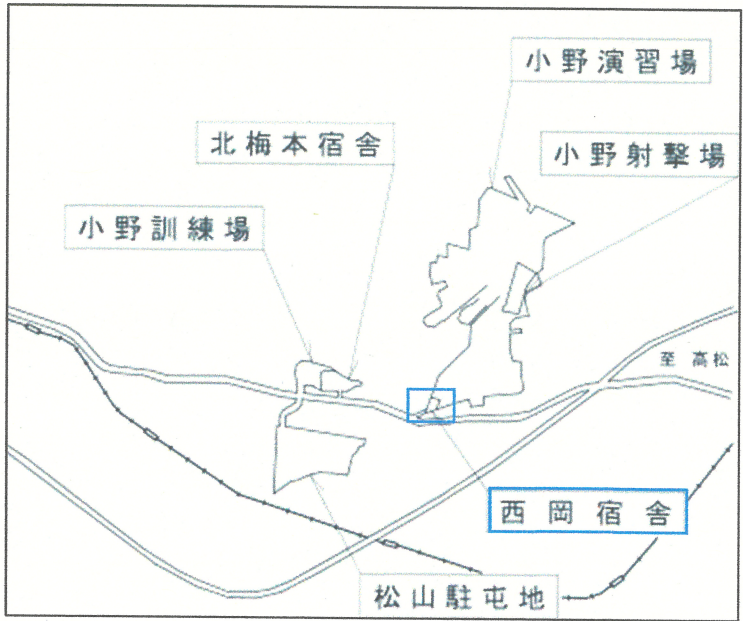 小野演習場
北梅本宿舎
小野射撃場
小野訓練場
至 高松
西岡宿舎
松山駐屯地